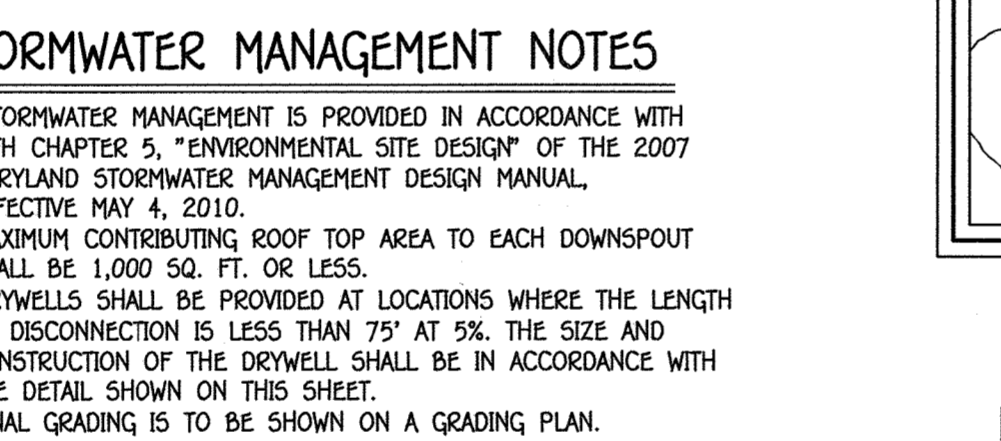 ORMWATER MANAGEMENT NOTES
TORMWATER MANAGEMENT IS PROVIDED IN ACCORDANCE WITH
TH CHAPTER 5, "ENVIRONMENTAL SITE DESIGN" OF THE 2007
RYLAND STORMWATER MANAGEMENT DESIGN MANUAL,
FECTIVE MAY 4, 2010.
XIMUM CONTRIBUTING ROOF TOP AREA TO EACH DOWNSPOUT
ALL BE 1,000 SQ. FT. OR LESS.
RYWELLS SHALL BE PROVIDED AT LOCATIONS WHERE THE LENGTH
DISCONNECTION IS LESS THAN 75' AT 5%. THE SIZE AND
NSTRUCTION OF THE DRYWELL SHALL BE IN ACCORDANCE WITH
E DETAIL SHOWN ON THIS SHEET.
NAL GRADING IS TO BE SHOWN ON A GRADING PLAN.